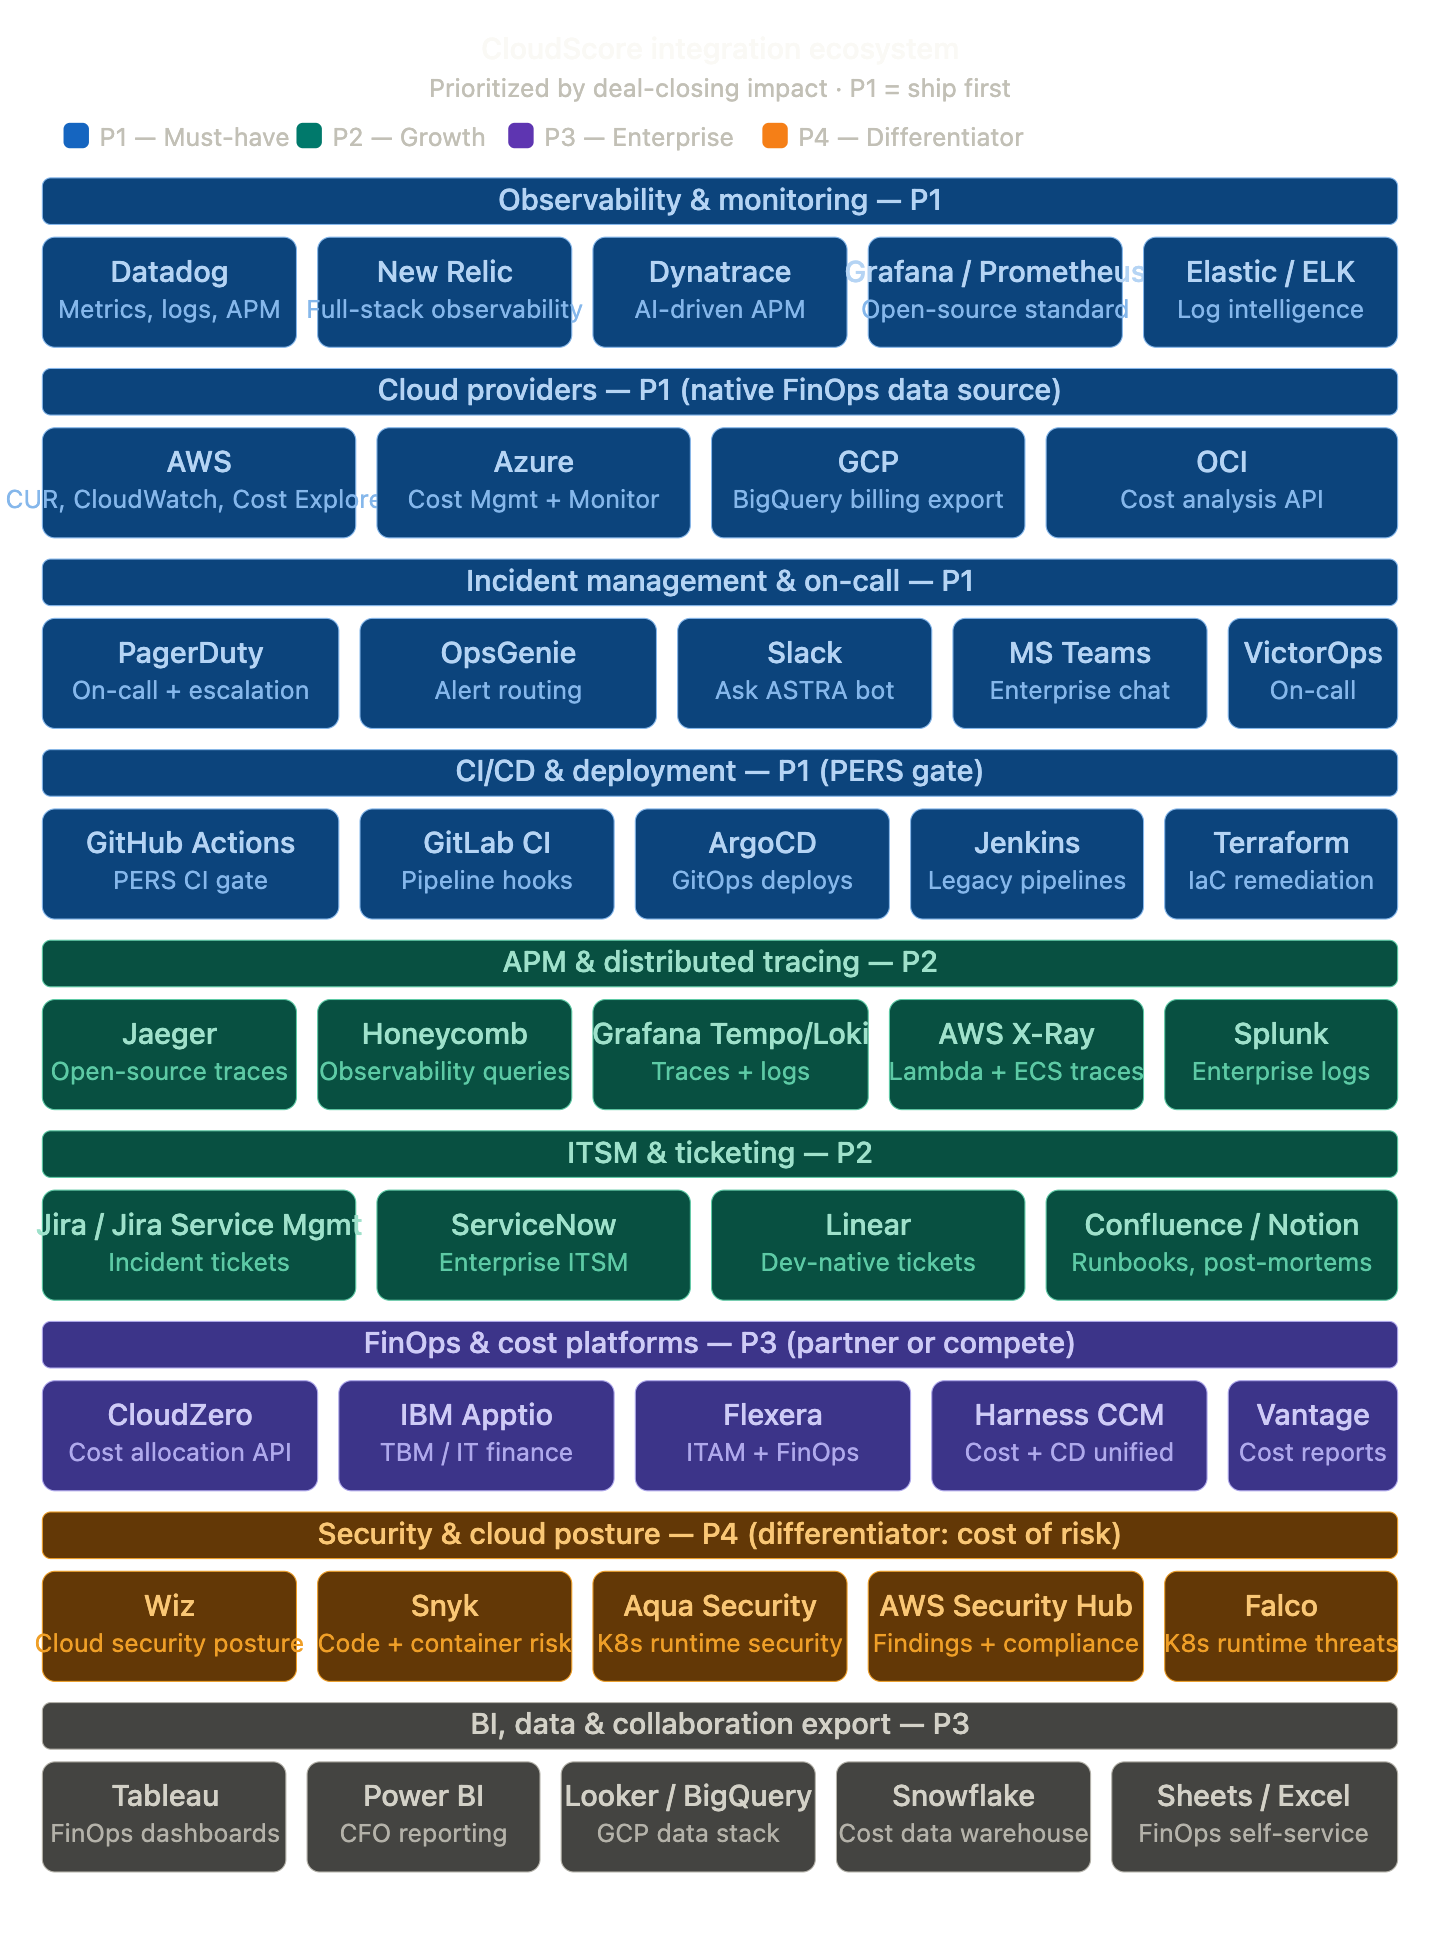 CloudScore integration ecosystem
Prioritized by deal-closing impact · P1 = ship first
P1 — Must-have P2 — Growth P3 — Enterprise P4 — Differentiator
Observability & monitoring — P1
Datadog New Relic Dynatrace Grafana / Prometheus Elastic / ELK
Metrics, logs, APM Full-stack observability AI-driven APM Open-source standard Log intelligence
Cloud providers — P1 (native FinOps data source)
AWS Azure GCP OCI
CUR, CloudWatch, Cost Explore Cost Mgmt + Monitor BigQuery billing export Cost analysis API
Incident management & on-call — P1
PagerDuty OpsGenie Slack MS Teams VictorOps
On-call + escalation Alert routing Ask ASTRA bot Enterprise chat On-call
CI/CD & deployment — P1 (PERS gate)
GitHub Actions GitLab CI ArgoCD Jenkins Terraform
PERS CI gate Pipeline hooks GitOps deploys Legacy pipelines IaC remediation
APM & distributed tracing — P2
Jaeger Honeycomb Grafana Tempo/Loki AWS X-Ray Splunk
Open-source traces Observability queries Traces + logs Lambda + ECS traces Enterprise logs
ITSM & ticketing — P2
Jira / Jira Service Mgmt ServiceNow Linear Confluence / Notion
Incident tickets Enterprise ITSM Dev-native tickets Runbooks, post-mortems
FinOps & cost platforms — P3 (partner or compete)
CloudZero IBM Apptio Flexera Harness CCM Vantage
Cost allocation API TBM / IT finance ITAM + FinOps Cost + CD unified Cost reports
Security & cloud posture — P4 (differentiator: cost of risk)
Wiz Snyk Aqua Security AWS Security Hub Falco
Cloud security posture Code + container risk K8s runtime security Findings + compliance K8s runtime threats
BI, data & collaboration export — P3
Tableau Power BI Looker / BigQuery Snowflake Sheets / Excel
FinOps dashboards CFO reporting GCP data stack Cost data warehouse FinOps self-service